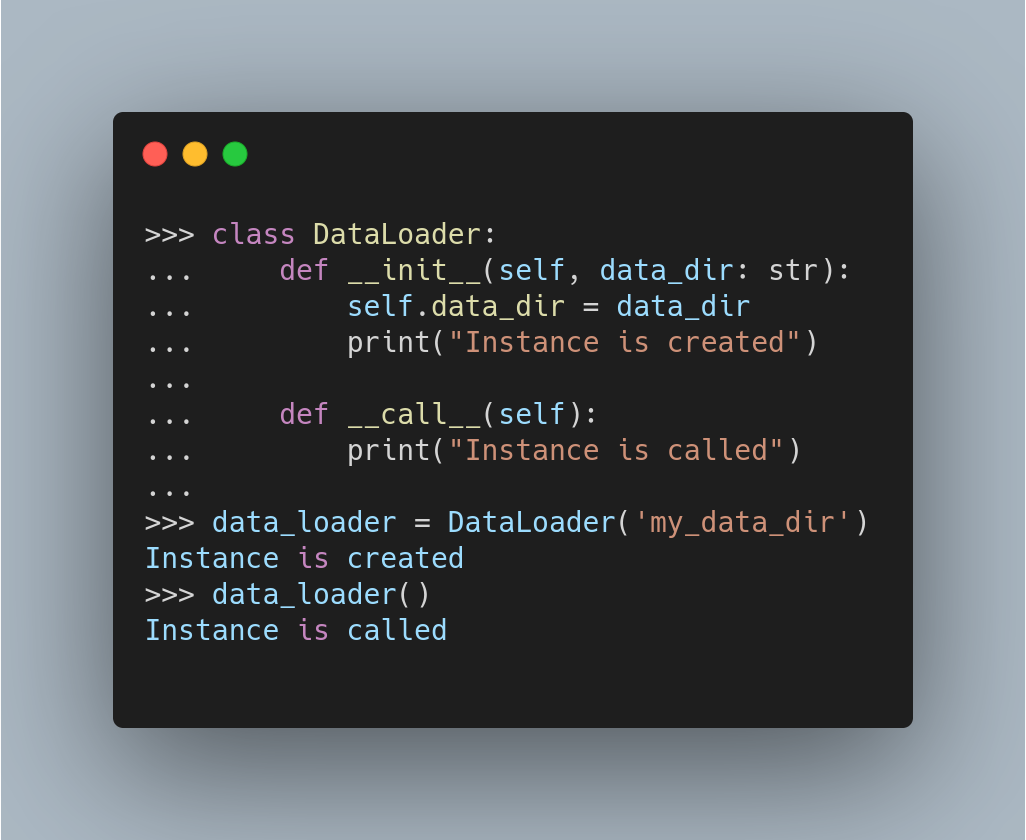 >>> class DataLoader:
...     def __init__(self, data_dir: str):
...         self.data_dir = data_dir
...         print("Instance is created")
...
...     def __call__(self):
...         print("Instance is called")
...
>>> data_loader = DataLoader('my_data_dir')
Instance is created
>>> data_loader()
Instance is called